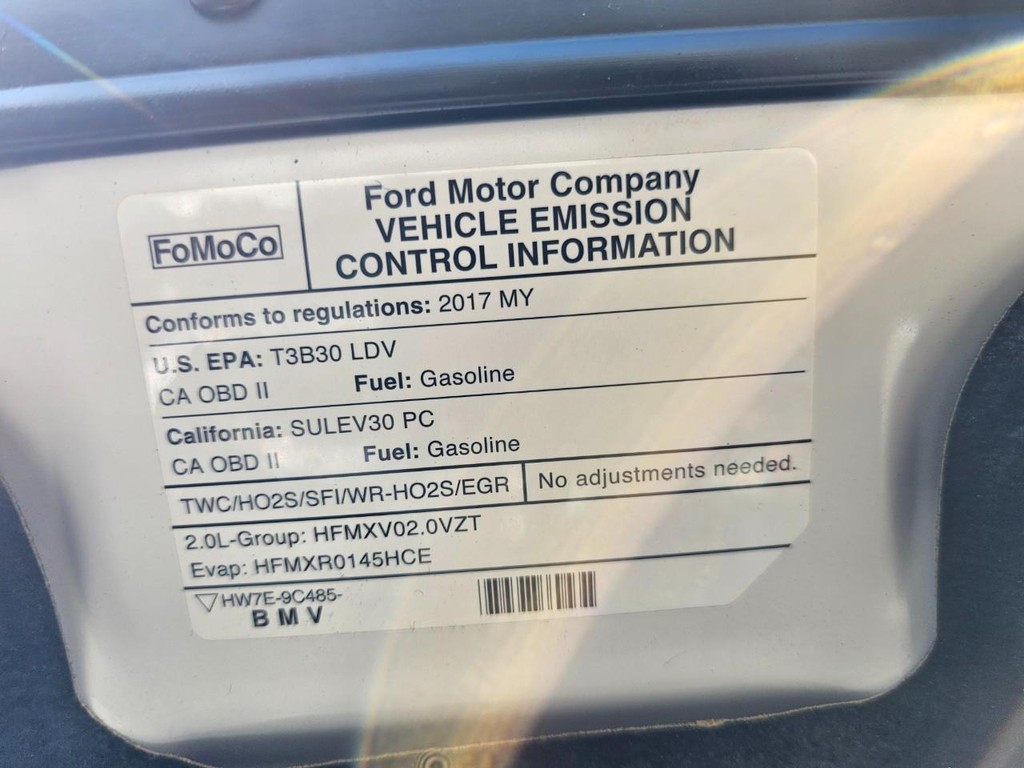 FoMoCo
Ford Motor Company
VEHICLE EMISSION
CONTROL INFORMATION
Conforms to regulations: 2017 MY
U.S. EPA: T3B30 LDV
CA OBD II Fuel: Gasoline
California: SULEV30 PC
CA OBD II Fuel: Gasoline
TWC/HO2S/SFI/WR-HO2S/EGR No adjustments needed.
2.0L-Group: HFMXV02.0VZT
Evap: HFMXR0145HCE
HW7E-9C485-
B M V